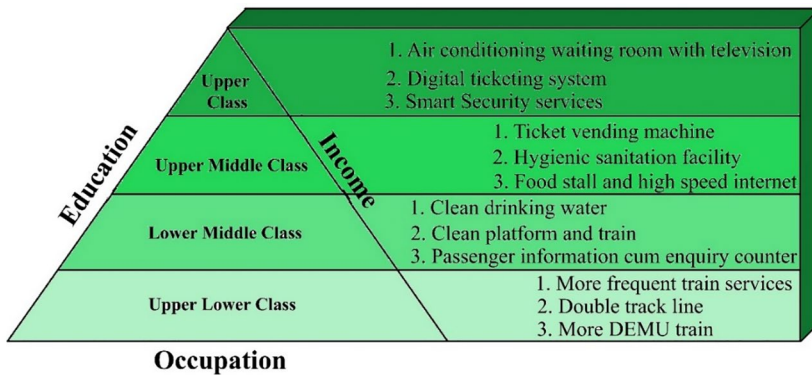 1. Air conditioning waiting room with television
2. Digital ticketing system
3. Smart Security services
Upper
Class
1. Ticket vending machine
2. Hygienic sanitation facility
3. Food stall and high speed internet
Upper Middle Class
1. Clean drinking water
2. Clean platform and train
3. Passenger information cum enquiry counter
Lower Middle Class
1. More frequent train services
2. Double track line
3. More DEMU train
Upper Lower Class
Education
Income
Occupation